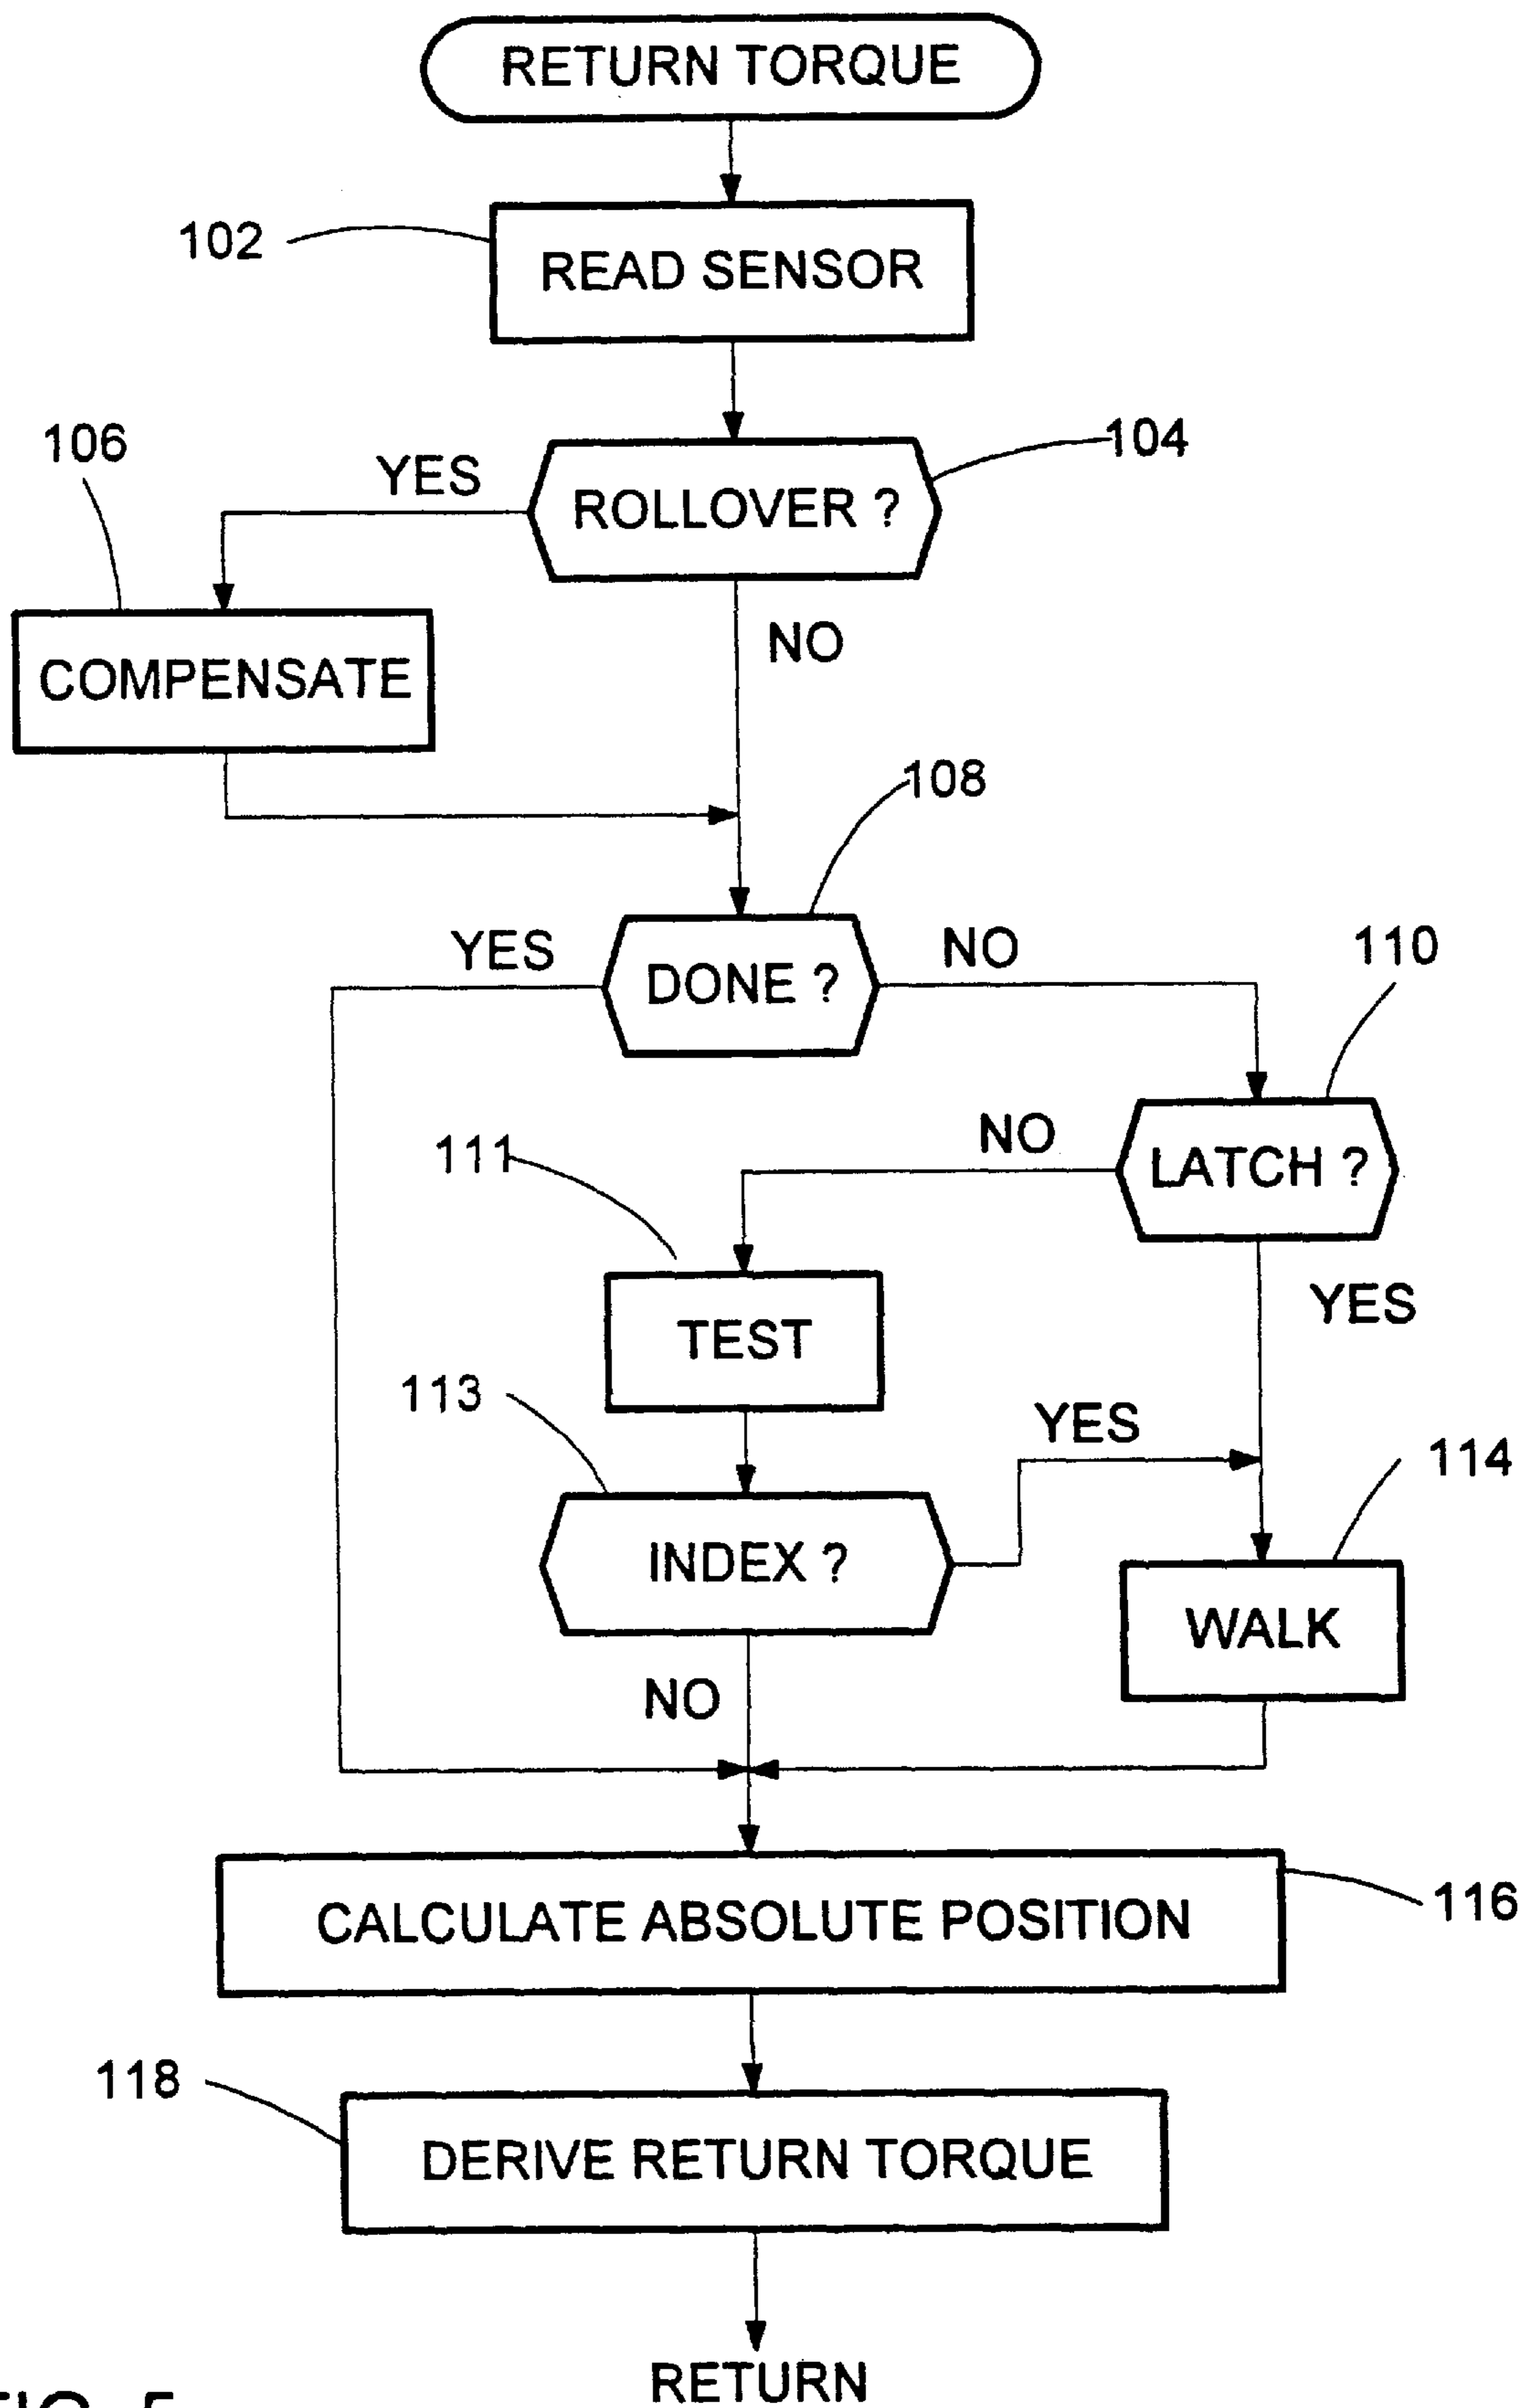 RETURN TORQUE
102
READ SENSOR
104
106
YES
ROLLOVER ?
NO
COMPENSATE
108
YES
DONE ?
NO
110
NO
LATCH ?
111
YES
TEST
113
YES
114
INDEX ?
WALK
NO
CALCULATE ABSOLUTE POSITION
116
118
DERIVE RETURN TORQUE
RETURN